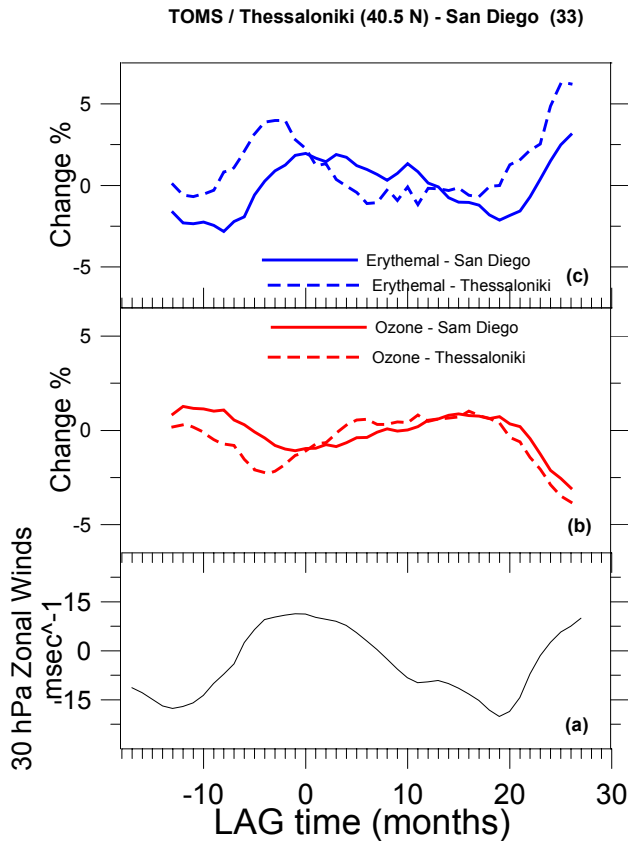 TOMS / Thessaloniki (40.5 N) - San Diego (33)
5
0
-5
Change %
Erythemal - San Diego
Erythemal - Thessaloniki
(c)
5
0
-5
Change %
Ozone - Sam Diego
Ozone - Thessaloniki
(b)
-15
0
-15
30 hPa Zonal Winds
msec^-1
(a)
-10 0 10 20 30
LAG time (months)